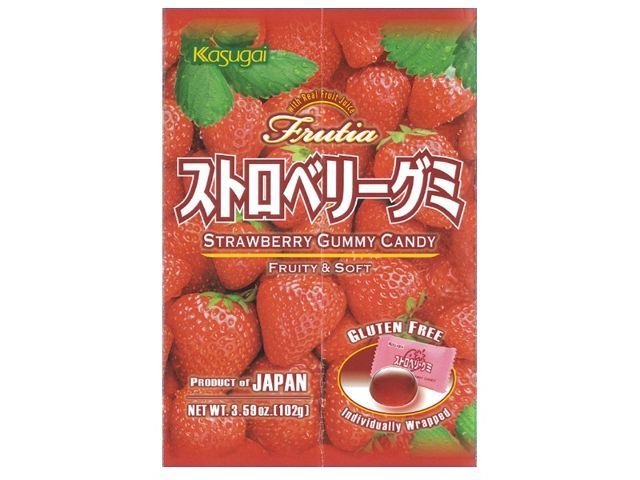 Kasugai
with Real Fruit Juice
Frutia
ストロベリーグミ
STRAWBERRY GUMMY CANDY
FRUITY & SOFT
GLUTEN FREE
ストロベリーグミ
PRODUCT of JAPAN
NET WT. 3.59oz. (102g)
Individually Wrapped